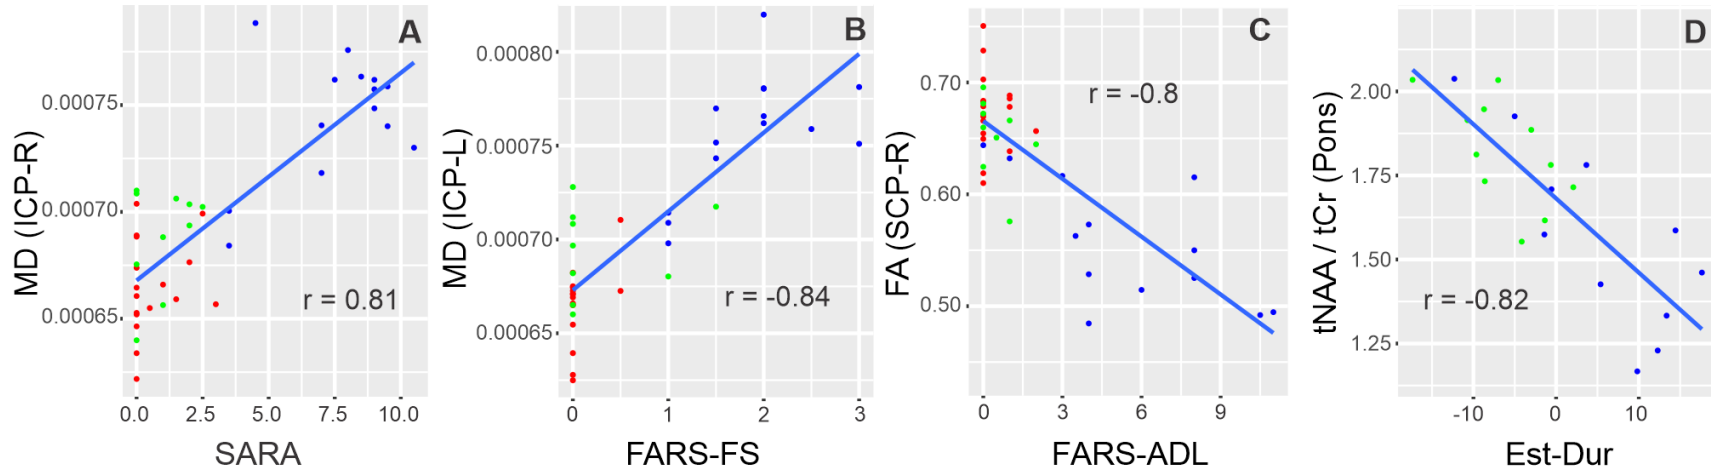 A
MD (ICP-R)
0.00075
0.00070
0.00065
r = 0.81
0.0 2.5 5.0 7.5 10.0
SARA
B
MD (ICP-L)
0.00080
0.00075
0.00070
0.00065
r = -0.84
0 1 2 3
FARS-FS
C
FA (SCP-R)
0.70
0.60
0.50
r = -0.8
0 3 6 9
FARS-ADL
D
tNAA / tCr (Pons)
2.00
1.75
1.50
1.25
r = -0.82
-10 0 10
Est-Dur